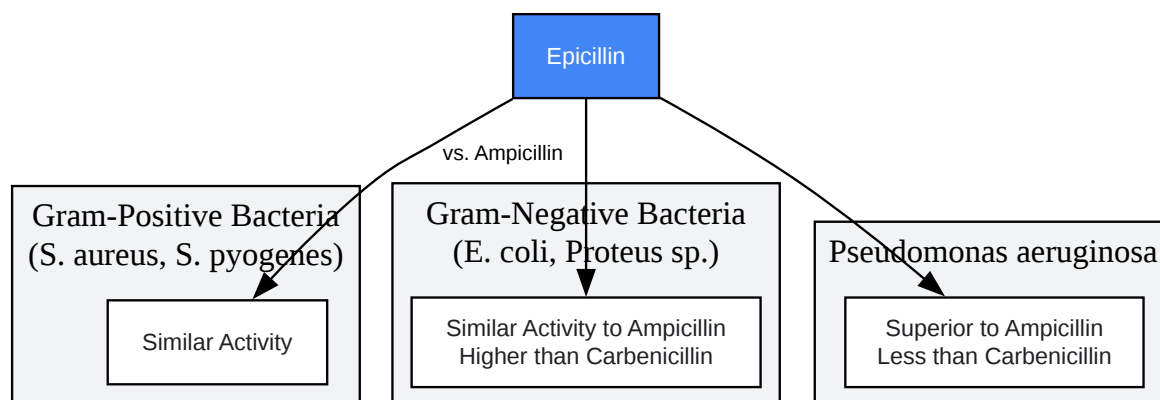 Epicillin
vs. Ampicillin
Gram-Positive Bacteria
(S. aureus, S. pyogenes)
Similar Activity
Gram-Negative Bacteria
(E. coli, Proteus sp.)
Similar Activity to Ampicillin
Higher than Carbenicillin
Pseudomonas aeruginosa
Superior to Ampicillin
Less than Carbenicillin